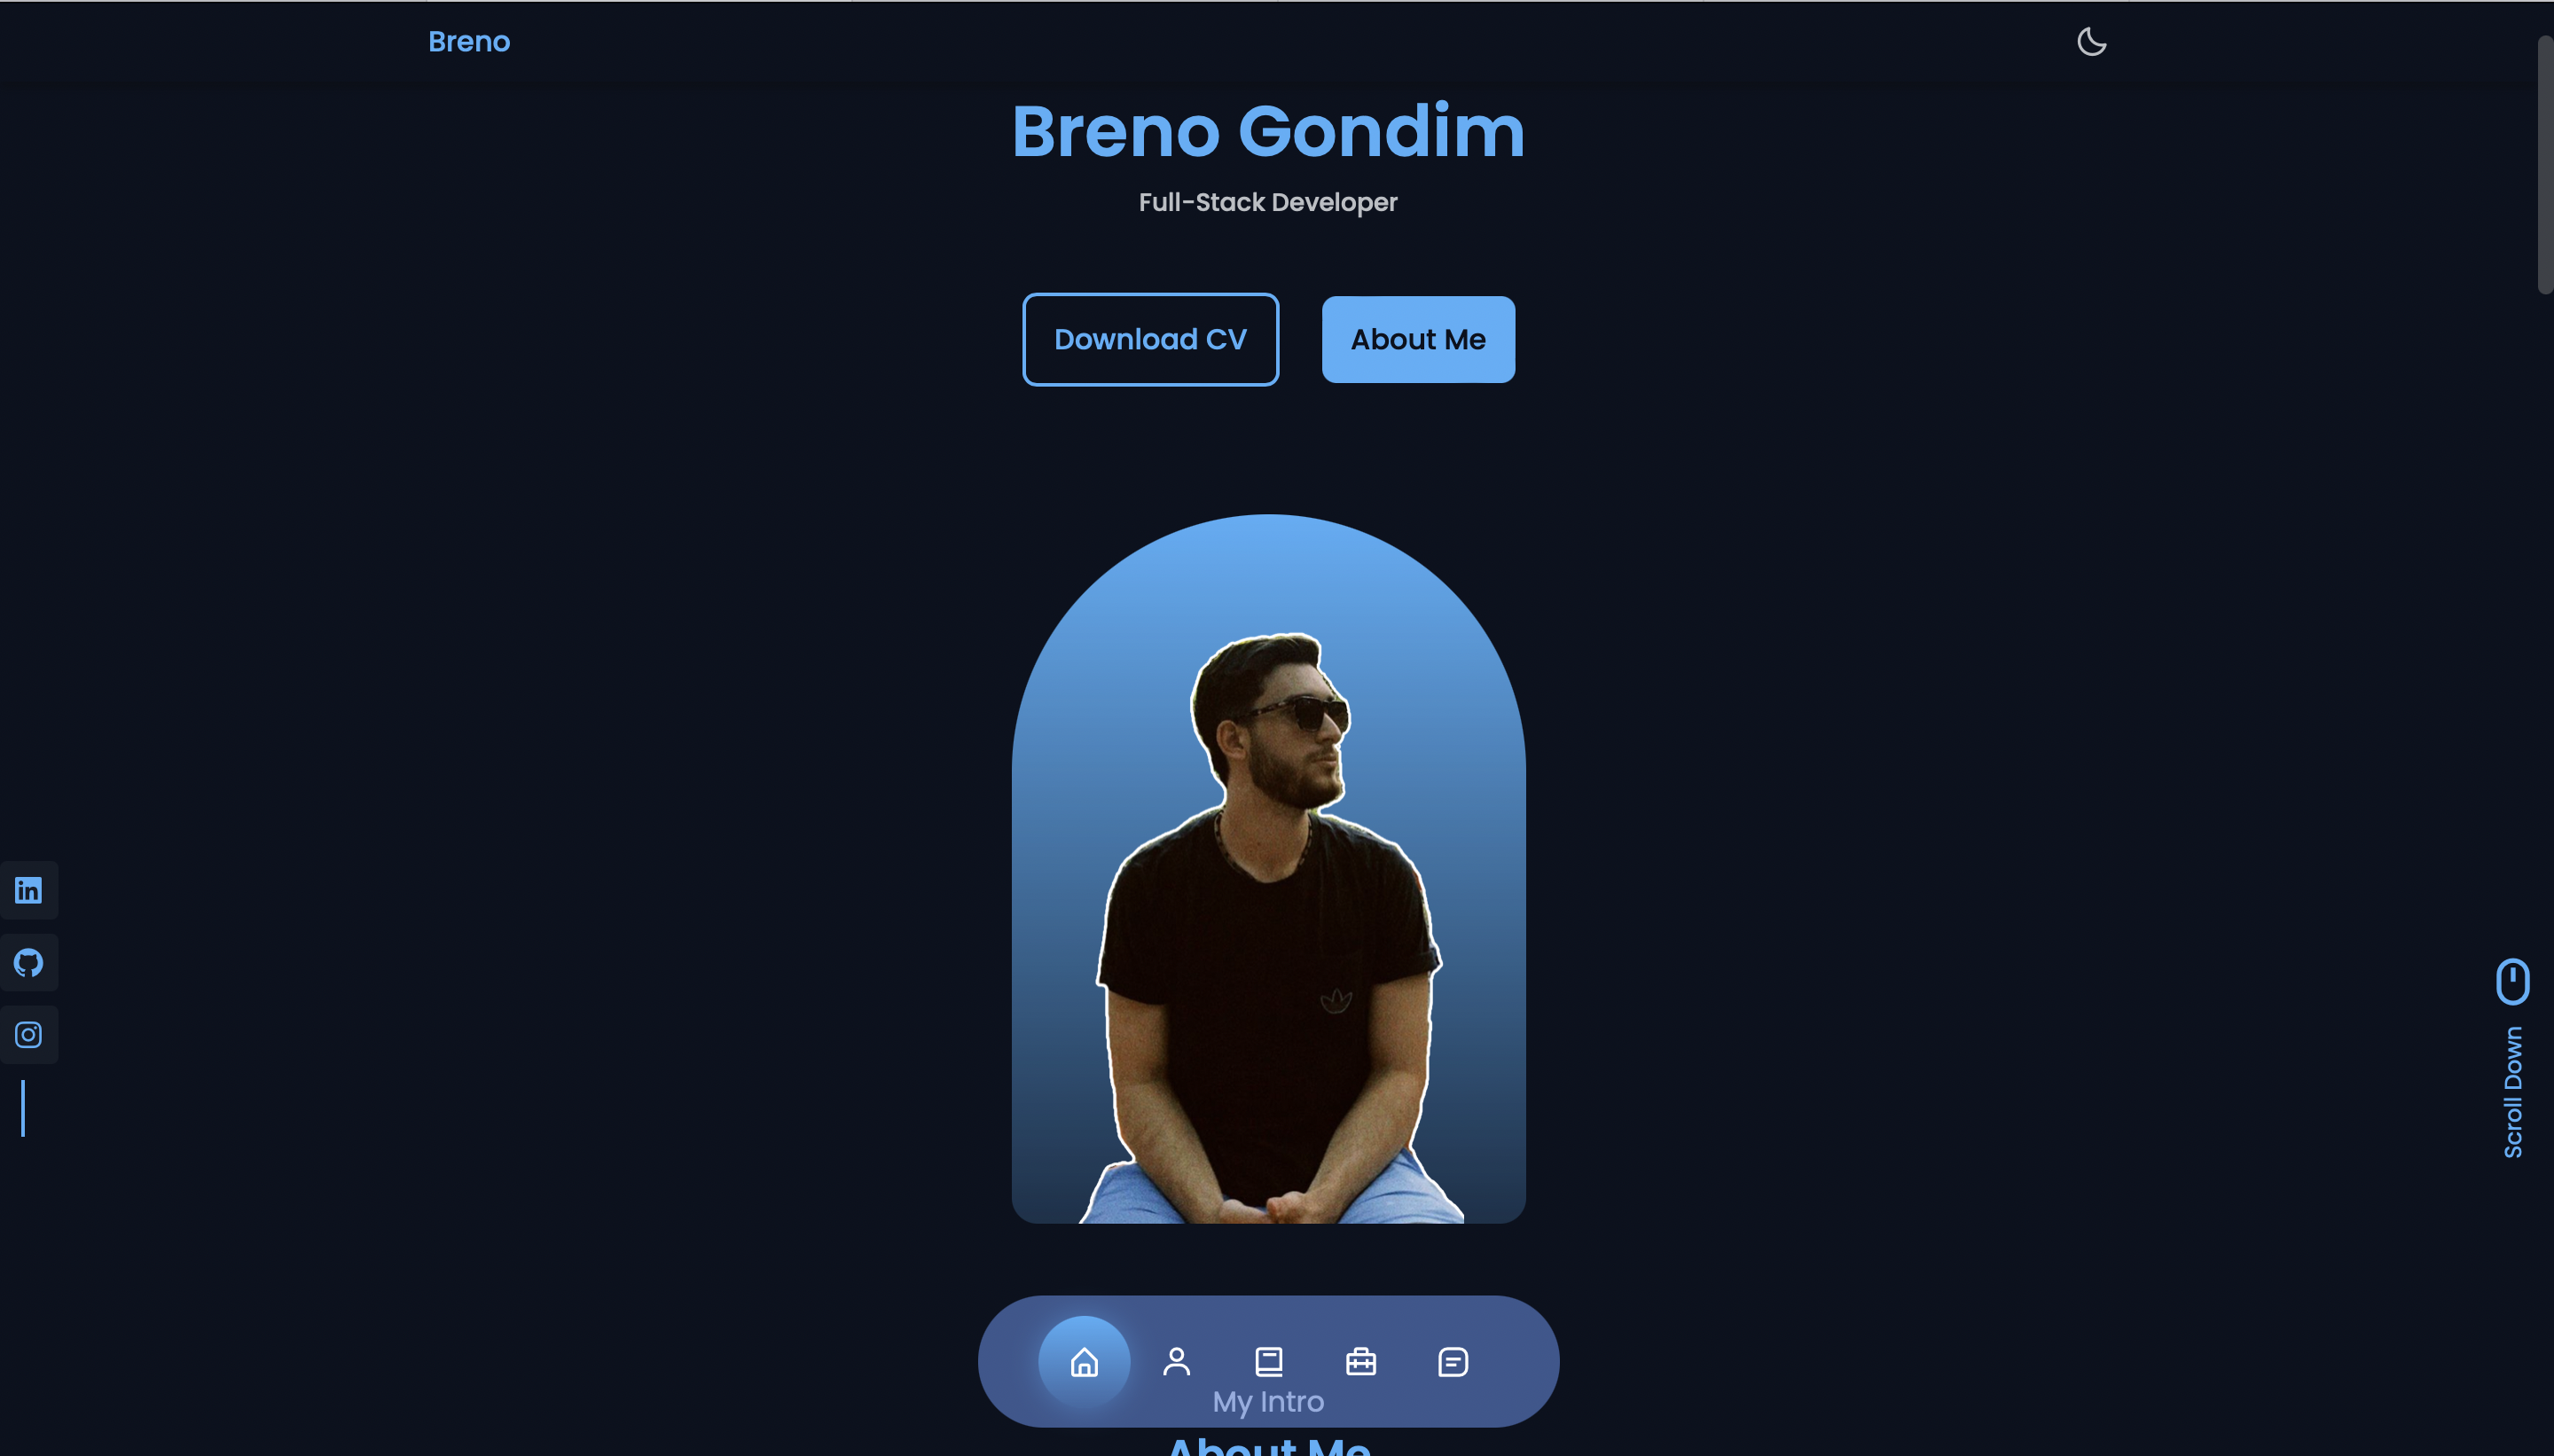 Breno
Breno Gondim
Full-Stack Developer
Download CV
About Me
Scroll Down
My Intro
About Me